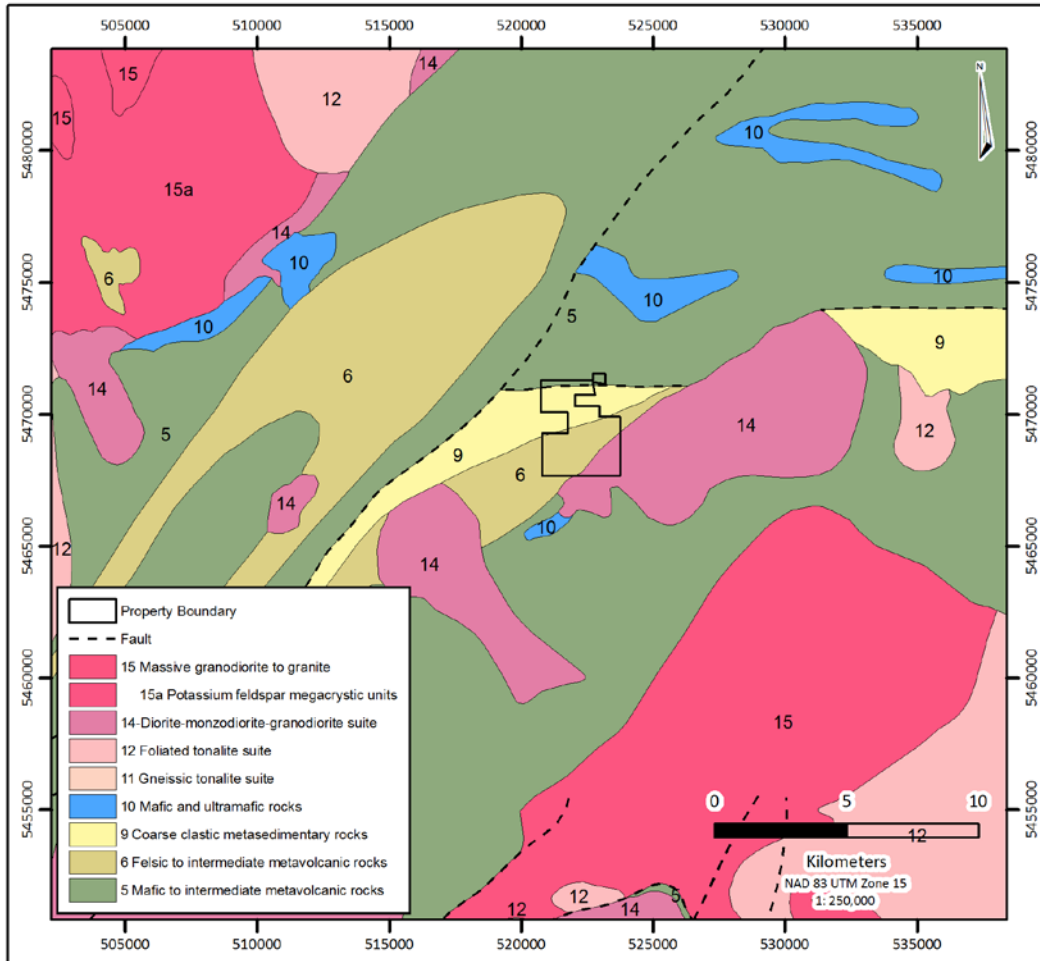 505000 510000 515000 520000 525000 530000 535000
15
14
12
N
10
15
5480000
5480000
15a
14
10
6
5475000
10
10
5475000
10
5
9
6
14
5470000
5470000
14
12
5
9
6
14
10
5465000
12
14
5465000
Property Boundary
Fault
15 Massive granodiorite to granite
15a Potassium feldspar megacrystic units
14-Diorite-monzodiorite-granodiorite suite
12 Foliated tonalite suite
11 Gneissic tonalite suite
10 Mafic and ultramafic rocks
9 Coarse clastic metasedimentary rocks
6 Felsic to intermediate metavolcanic rocks
5 Mafic to intermediate metavolcanic rocks
5460000
5460000
15
5455000
5455000
0 5 10
12
Kilometers
NAD 83 UTM Zone 15
1: 250,000
12
5
12
14
505000 510000 515000 520000 525000 530000 535000